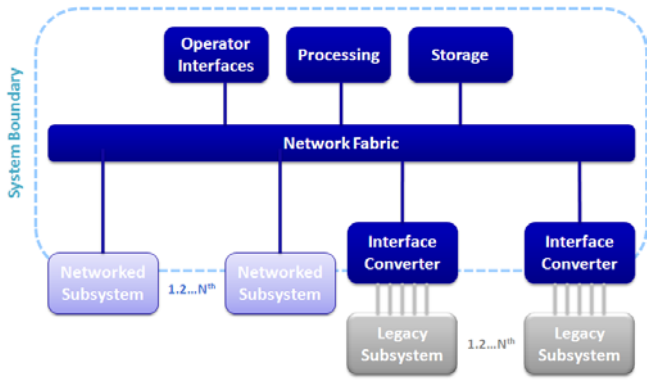 System Boundary
Operator
Interfaces
Processing
Storage
Network Fabric
Networked
Subsystem
1.2...Nth
Networked
Subsystem
Interface
Converter
Interface
Converter
Legacy
Subsystem
1.2...Nth
Legacy
Subsystem